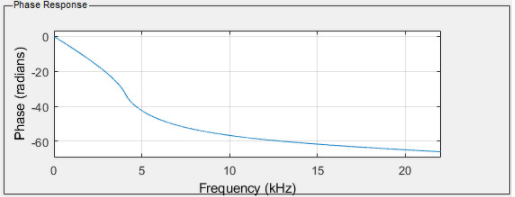 Phase Response
Phase (radians)
0
-20
-40
-60
0 5 10 15 20
Frequency (kHz)